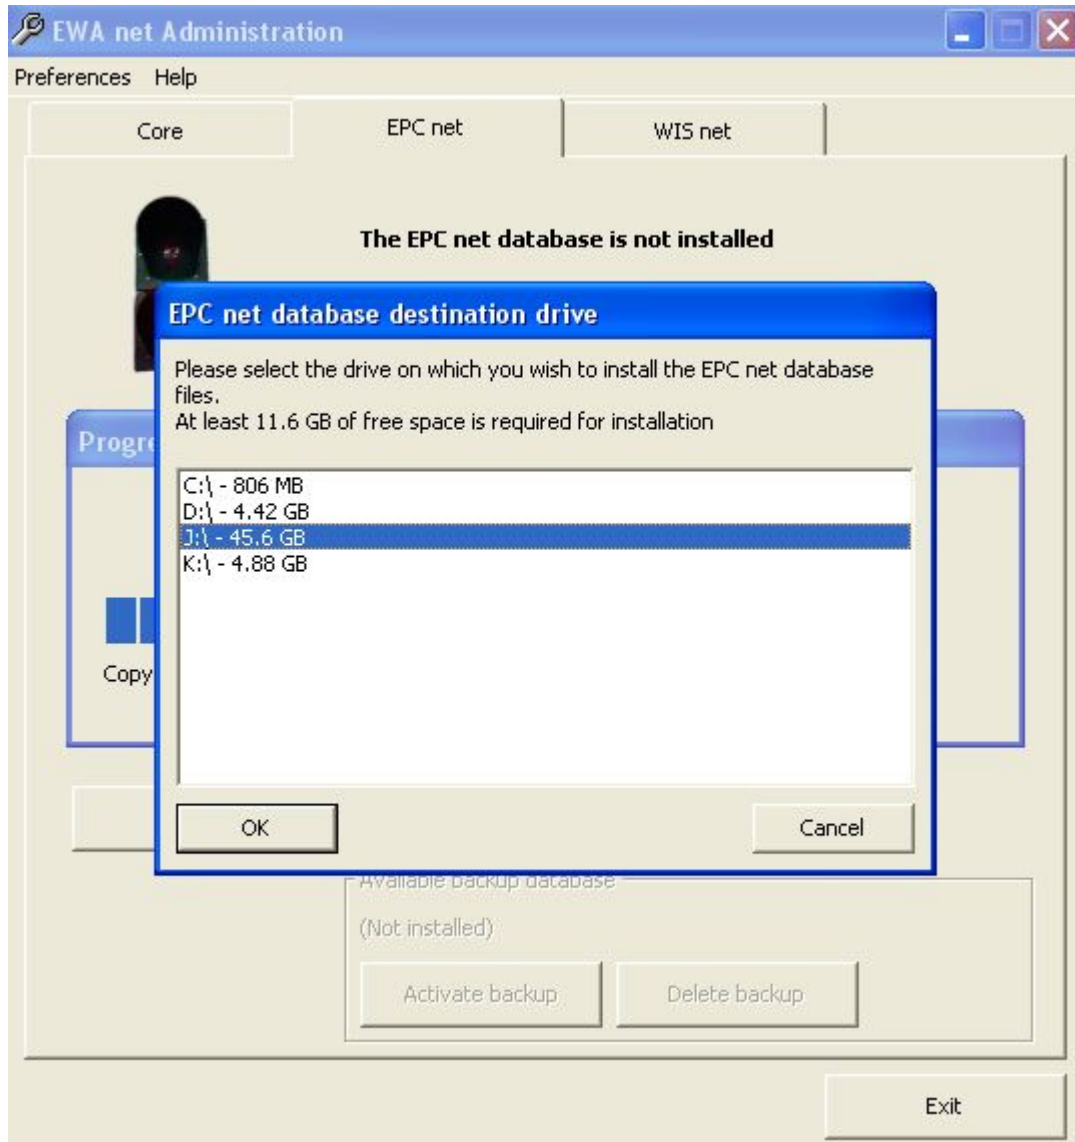 EWA net Administration
Preferences Help
Core EPC net WIS net
The EPC net database is not installed
EPC net database destination drive
Please select the drive on which you wish to install the EPC net database
files.
At least 11.6 GB of free space is required for installation
Progre
C:\ - 806 MB
D:\ - 4.42 GB
J:\ - 45.6 GB
K:\ - 4.88 GB
Copy
OK Cancel
Available backup database
(Not installed)
Activate backup Delete backup
Exit